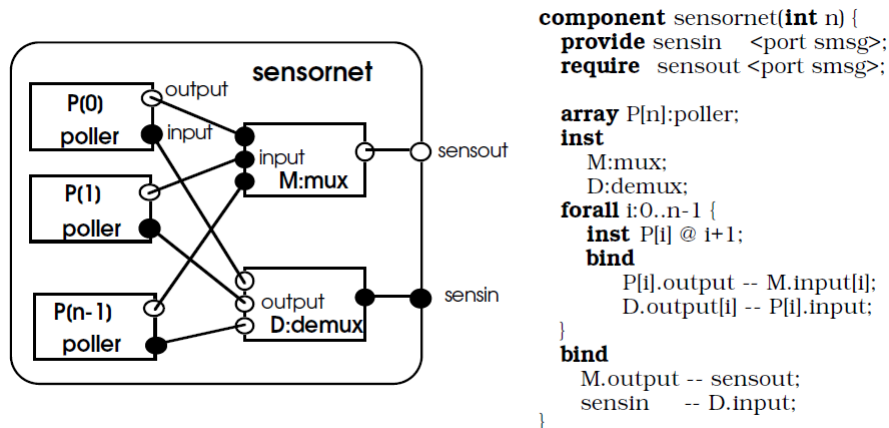 sensornet
P(0)
poller
output
input
P(1)
poller
P(n-1)
poller
input
M:mux
sensout
output
D:demux
sensin
component sensornet(int n) {
provide sensin <port smsg>;
require sensout <port smsg>;
array P[n]:poller;
inst
M:mux;
D:demux;
forall i:0..n-1 {
inst P[i] @ i+1;
bind
P[i].output -- M.input[i];
D.output[i] -- P[i].input;
}
bind
M.output -- sensout;
sensin -- D.input;
}